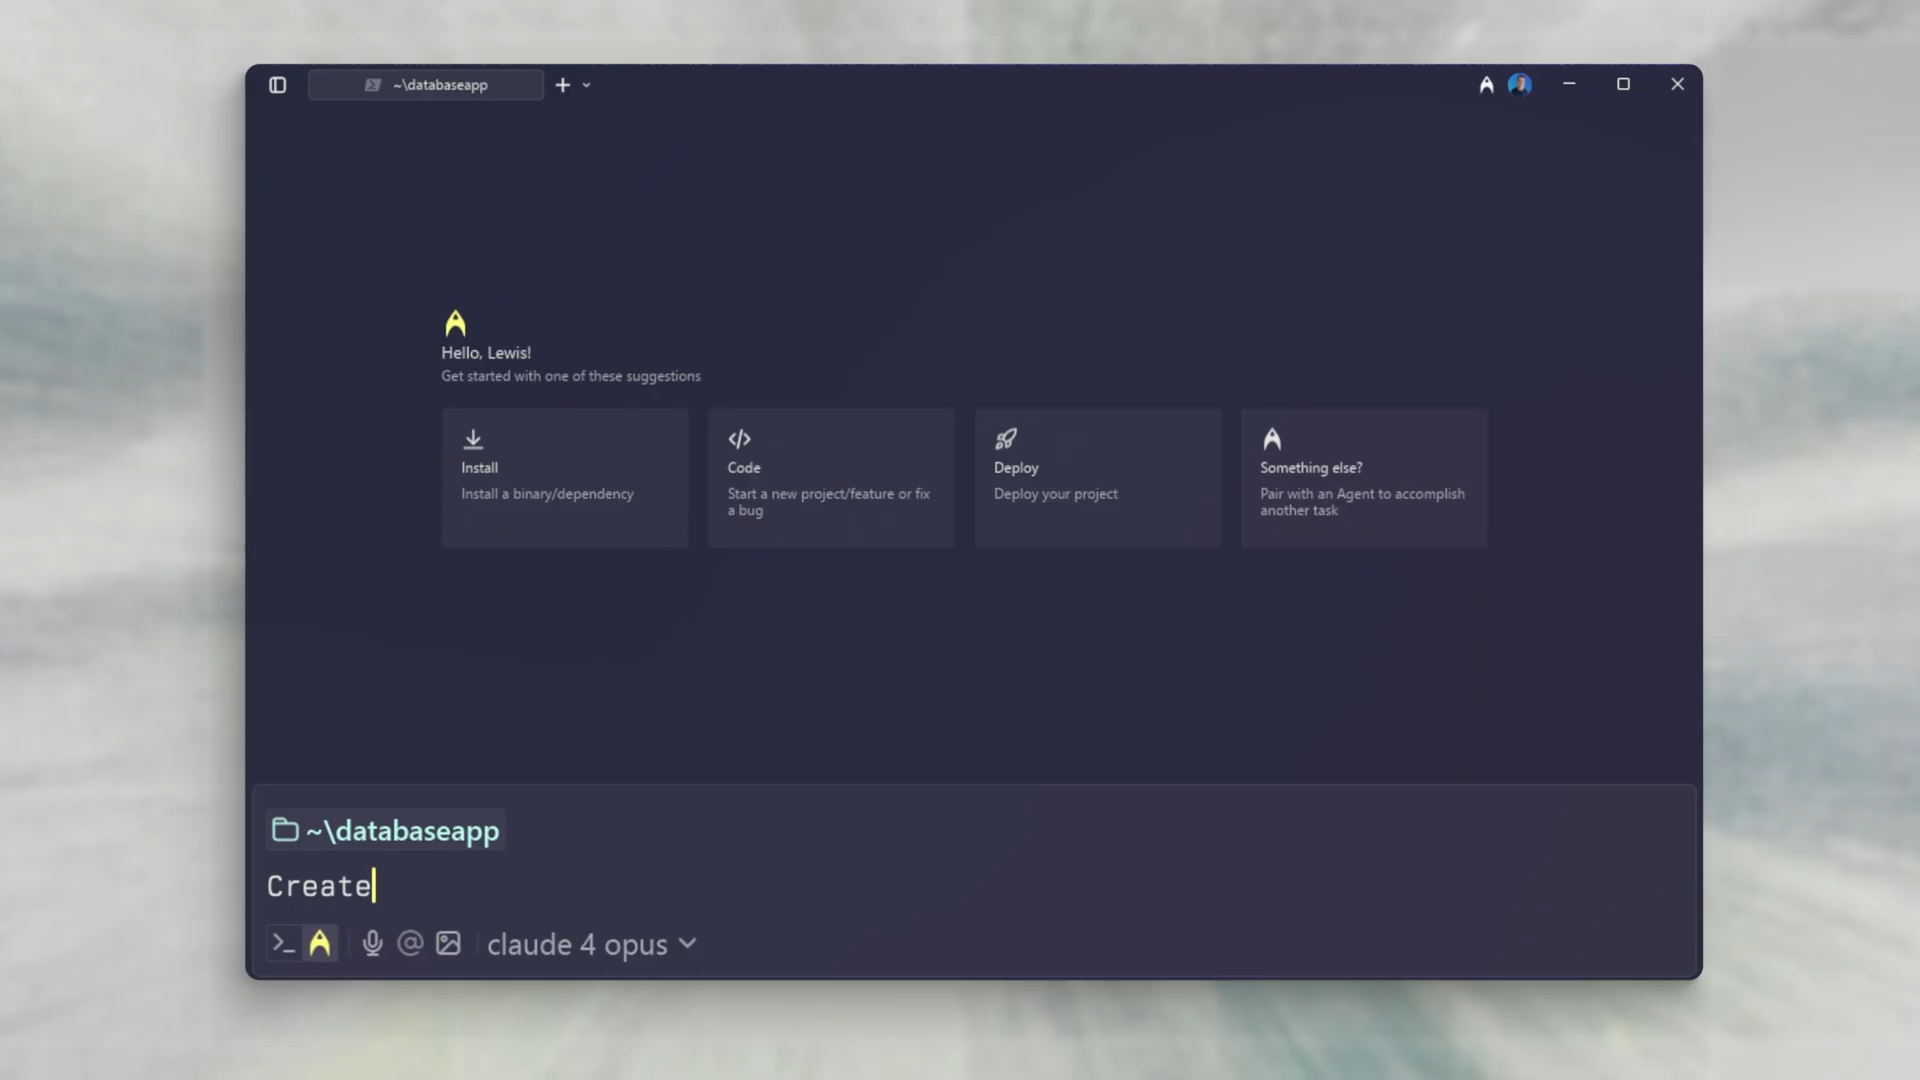 ~\databaseapp
Hello, Lewis!
Get started with one of these suggestions
Install
Install a binary/dependency
Code
Start a new project/feature or fix
a bug
Deploy
Deploy your project
Something else?
Pair with an Agent to accomplish
another task
~\databaseapp
Create
claude 4 opus